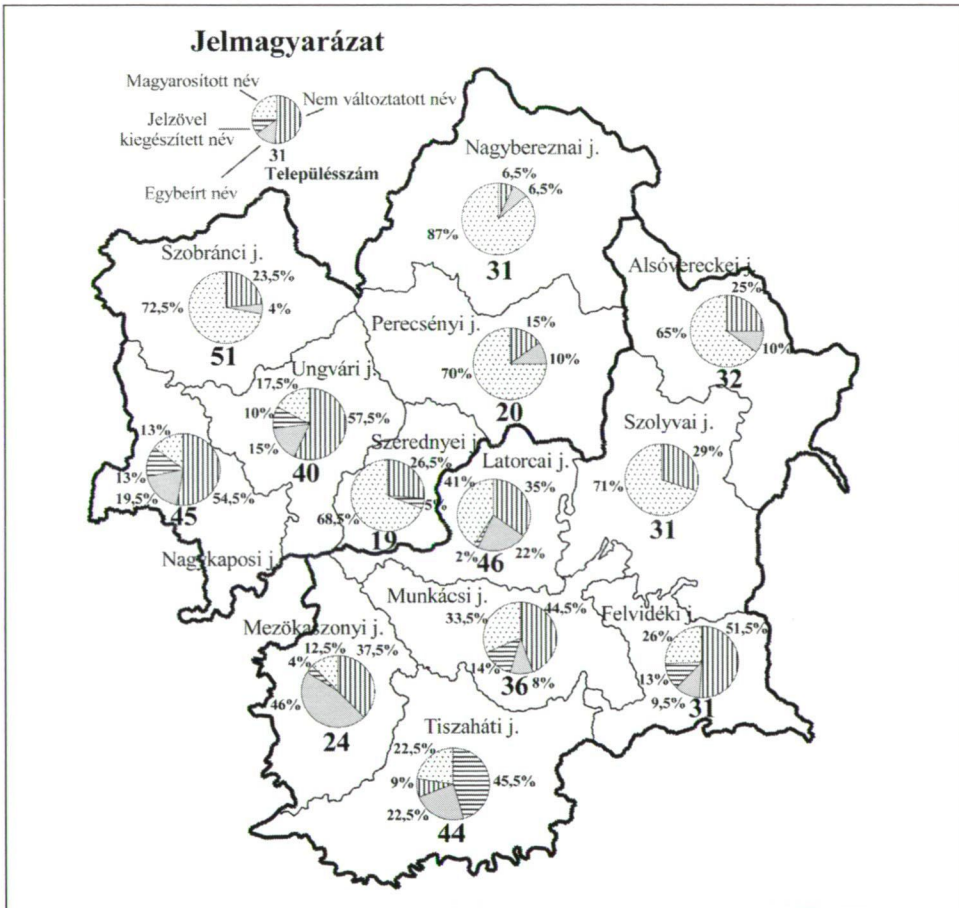 Jelmagyarázat
Magyarosított név
Nem változtatott név
Jelzővel
kiegészített név
31
Településszám
Egybeírt név
Nagybereznai j.
6,5%
6,5%
87%
31
Szobránci j.
23,5%
72,5%
4%
51
Alsóvereckei j.
25%
65%
10%
32
Perecsényi j.
15%
70%
10%
20
Ungvári j.
17,5%
10%
57,5%
15%
40
Szolyvai j.
29%
71%
31
Szerednyei j.
26,5%
5%
68,5%
19
Latorcai j.
41%
35%
2%
22%
46
13%
13%
19,5%
54,5%
45
Nagykaposi j.
Munkácsi j.
44,5%
33,5%
14%
8%
36
Felvidéki j.
51,5%
26%
13%
9,5%
31
Mezőkaszonyi j.
12,5%
37,5%
4%
46%
24
Tiszaháti j.
22,5%
9%
45,5%
22,5%
44